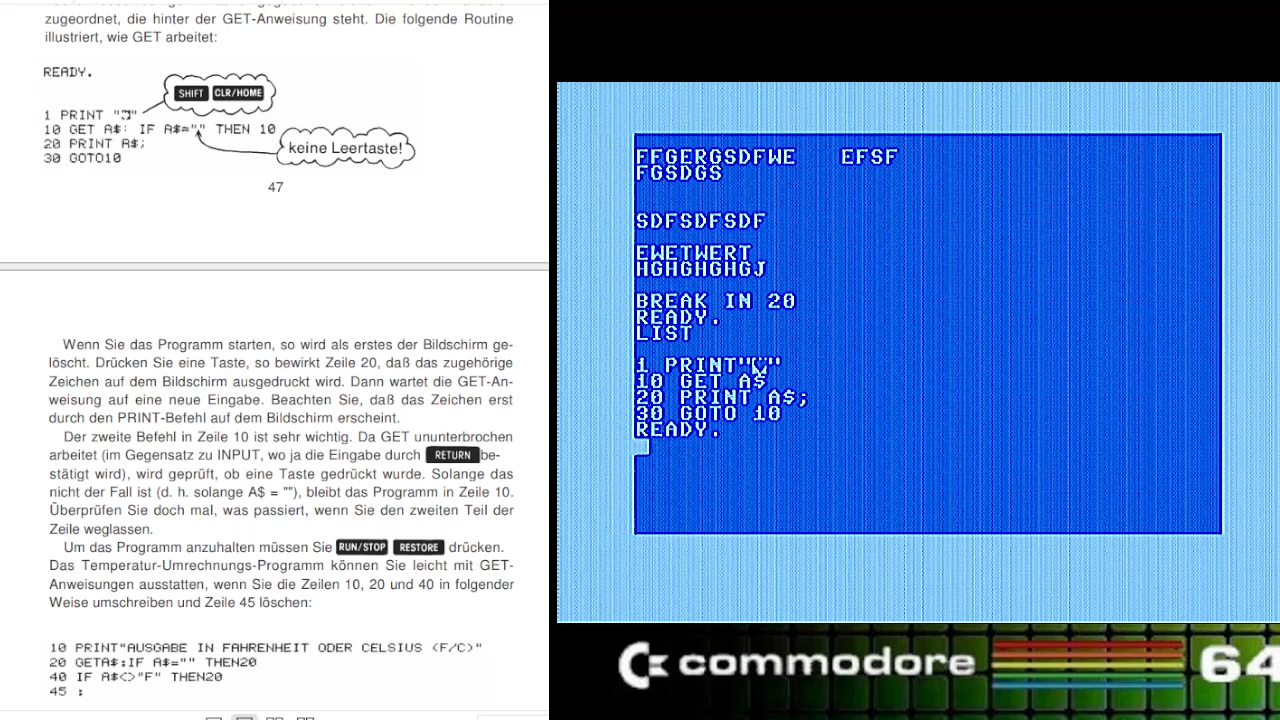 zugeordnet, die hinter der GET-Anweisung steht. Die folgende Routine
illustriert, wie GET arbeitet:
READY.
SHIFT CLR/HOME
1 PRINT "♥"
10 GET A$: IF A$="" THEN 10
20 PRINT A$;
30 GOTO10
keine Leertaste!
47
Wenn Sie das Programm starten, so wird als erstes der Bildschirm ge-
löscht. Drücken Sie eine Taste, so bewirkt Zeile 20, daß das zugehörige
Zeichen auf dem Bildschirm ausgedruckt wird. Dann wartet die GET-An-
weisung auf eine neue Eingabe. Beachten Sie, daß das Zeichen erst
durch den PRINT-Befehl auf dem Bildschirm erscheint.
Der zweite Befehl in Zeile 10 ist sehr wichtig. Da GET ununterbrochen
arbeitet (im Gegensatz zu INPUT, wo ja die Eingabe durch RETURN be-
stätigt wird), wird geprüft, ob eine Taste gedrückt wurde. Solange das
nicht der Fall ist (d. h. solange A$ = ""), bleibt das Programm in Zeile 10.
Überprüfen Sie doch mal, was passiert, wenn Sie den zweiten Teil der
Zeile weglassen.
Um das Programm anzuhalten müssen Sie RUN/STOP RESTORE drücken.
Das Temperatur-Umrechnungs-Programm können Sie leicht mit GET-
Anweisungen ausstatten, wenn Sie die Zeilen 10, 20 und 40 in folgender
Weise umschreiben und Zeile 45 löschen:
10 PRINT"AUSGABE IN FAHRENHEIT ODER CELSIUS (F/C)"
20 GETA$:IF A$="" THEN20
40 IF A$<>"F" THEN20
45 :
FFGERGSDFWE EFSF
FGSDGS
SDFSDFSDF
EWETWERT
HGHGHGHGJ
BREAK IN 20
READY.
LIST
1 PRINT"♥"
10 GET A$
20 PRINT A$;
30 GOTO 10
READY.
commodore 64